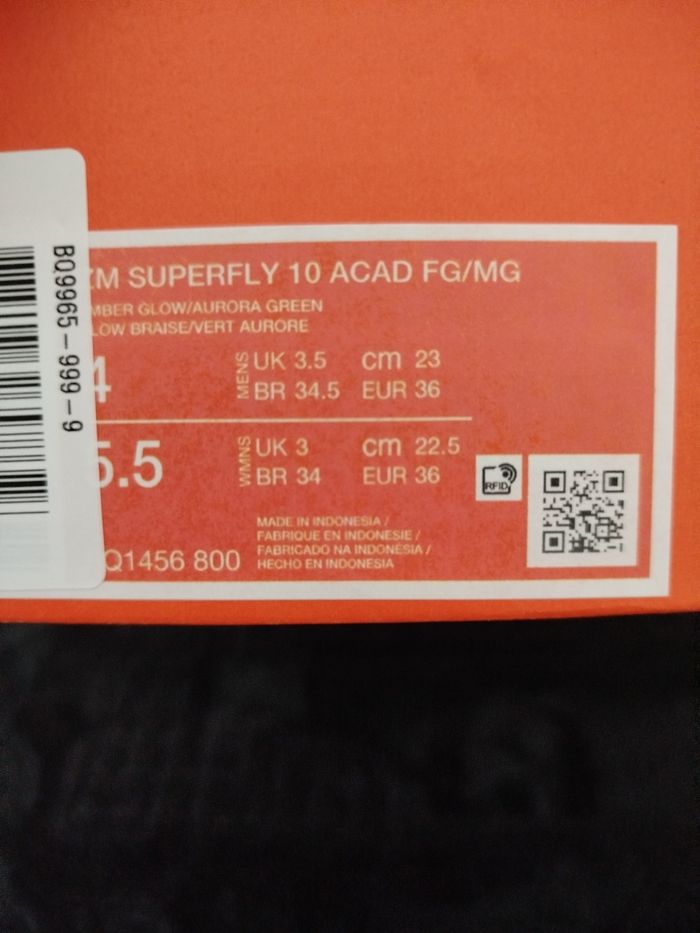 BQ9965-999-9
ZM SUPERFLY 10 ACAD FG/MG
MBER GLOW/AURORA GREEN
LOW BRAISE/VERT AURORE
4 MENS UK 3.5 cm 23
BR 34.5 EUR 36
5.5 WMNS UK 3 cm 22.5
BR 34 EUR 36
RFID
MADE IN INDONESIA /
FABRIQUE EN INDONESIE /
FABRICADO NA INDONESIA /
HECHO EN INDONESIA
Q1456 800